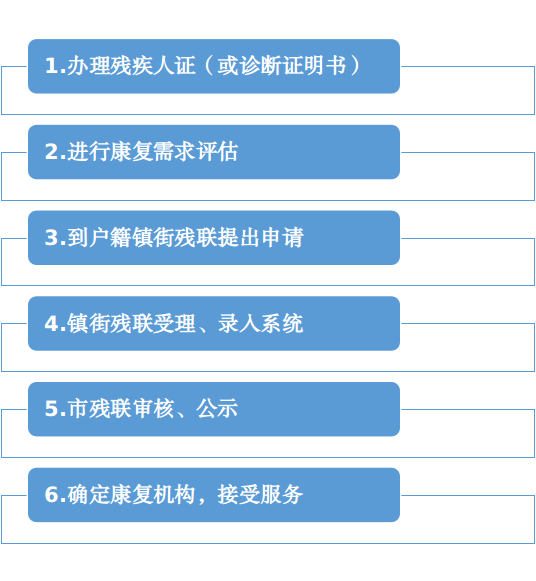 1.办理残疾人证（或诊断证明书）
2.进行康复需求评估
3.到户籍镇街残联提出申请
4.镇街残联受理、录入系统
5.市残联审核、公示
6.确定康复机构，接受服务